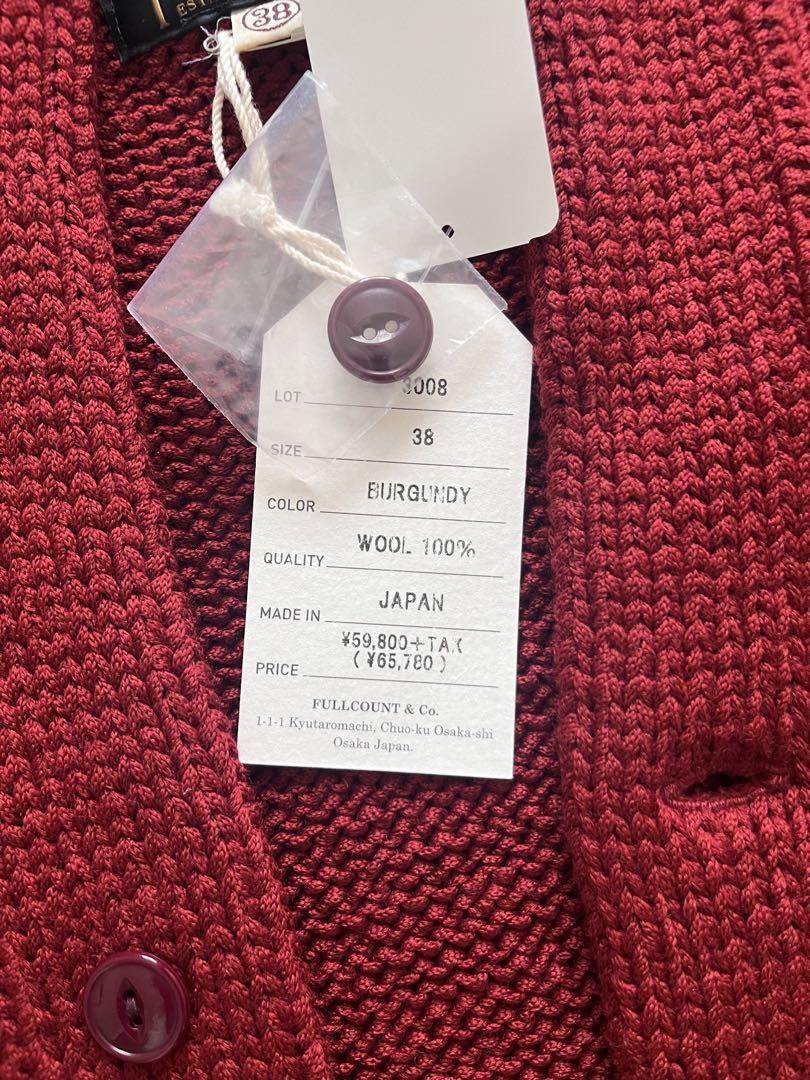 38
LOT 3008
SIZE 38
COLOR BURGUNDY
QUALITY WOOL 100%
MADE IN JAPAN
¥59,800+TAX
PRICE (¥65,780)
FULLCOUNT & Co.
1-1-1 Kyutaromachi, Chuo-ku Osaka-shi
Osaka Japan.